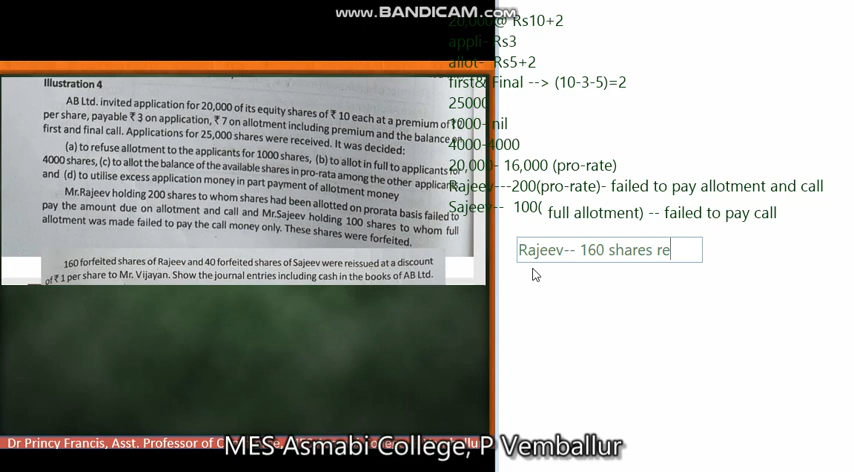 www.BANDICAM.com
Illustration 4
AB Ltd. invited application for 20,000 of its equity shares of ₹ 10 each at a premium of ₹ 2
per share, payable ₹ 3 on application, ₹ 7 on allotment including premium and the balance on
first and final call. Applications for 25,000 shares were received. It was decided:
(a) to refuse allotment to the applicants for 1000 shares, (b) to allot in full to applicants for
4000 shares, (c) to allot the balance of the available shares in pro-rata among the other applicants
and (d) to utilise excess application money in part payment of allotment money
Mr.Rajeev holding 200 shares to whom shares had been allotted on prorata basis failed to
pay the amount due on allotment and call and Mr.Sajeev holding 100 shares to whom full
allotment was made failed to pay the call money only. These shares were forfeited.
160 forfeited shares of Rajeev and 40 forfeited shares of Sajeev were reissued at a discount
of ₹ 1 per share to Mr. Vijayan. Show the journal entries including cash in the books of AB Ltd.
20,000@ Rs10+2
appli- Rs3
allot- Rs5+2
first& Final --> (10-3-5)=2
25000
1000- nil
4000-4000
20,000- 16,000 (pro-rate)
Rajeev---200(pro-rate)- failed to pay allotment and call
Sajeev-- 100( full allotment) -- failed to pay call
Rajeev-- 160 shares re
Dr Princy Francis, Asst. Professor of
MES Asmabi College, P Vemballur